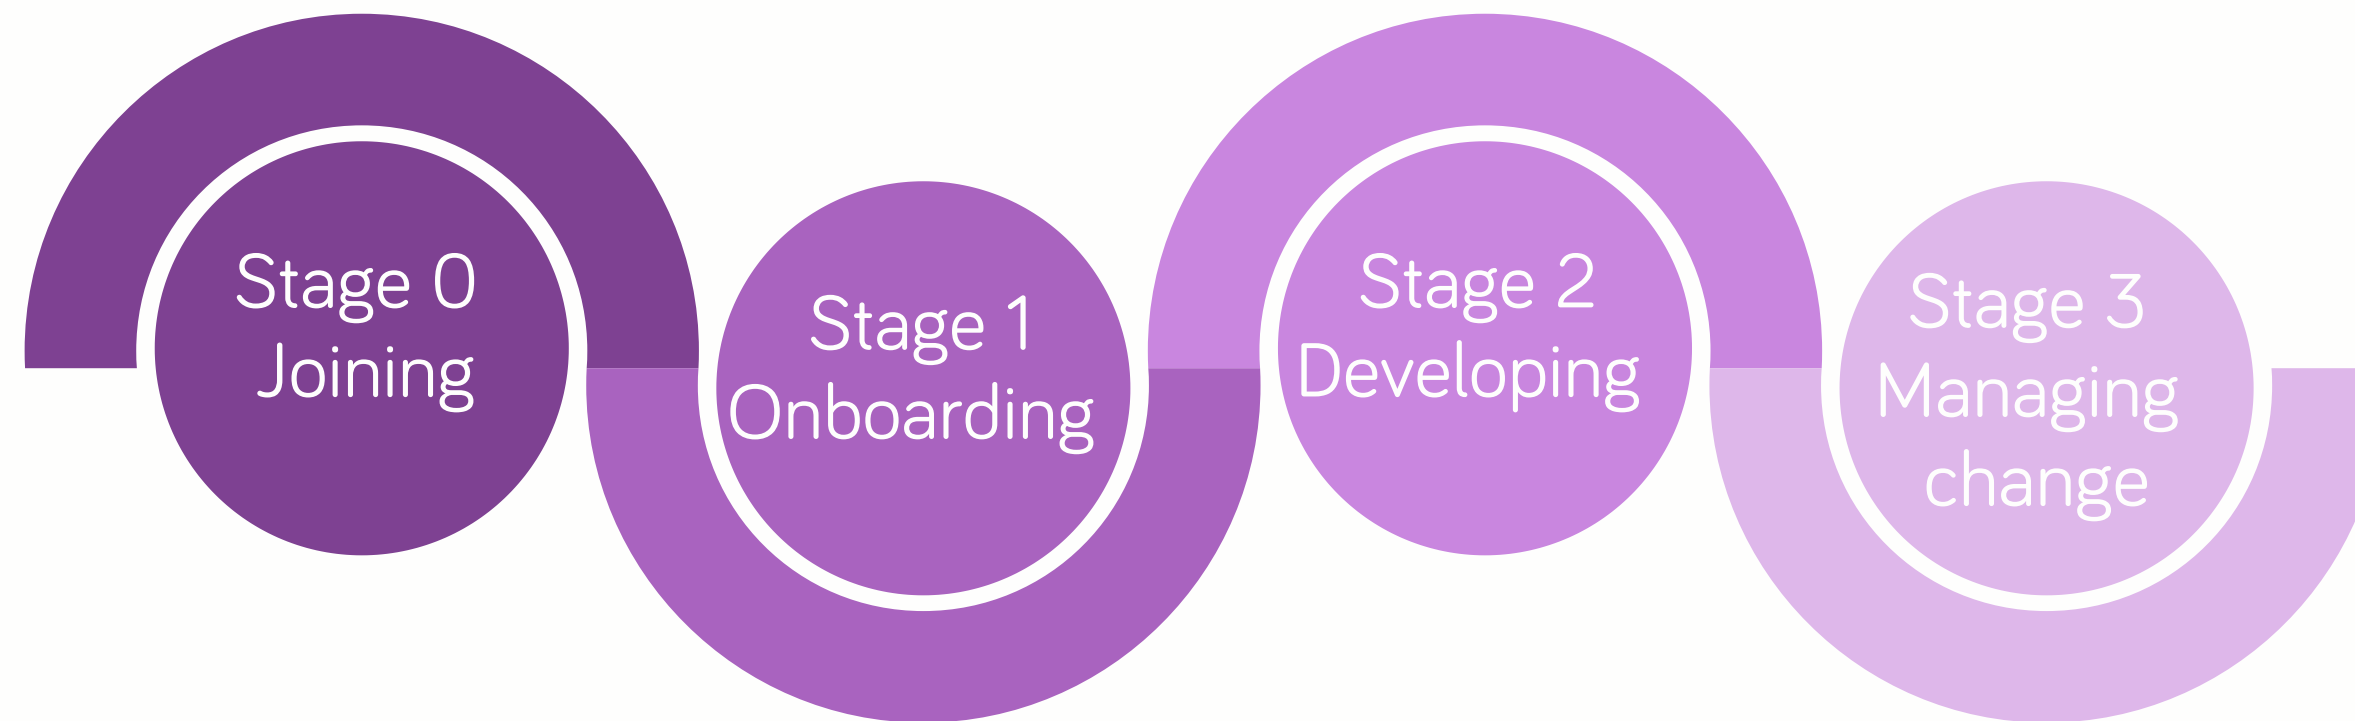 Stage 0
Joining
Stage 1
Onboarding
Stage 2
Developing
Stage 3
Managing
change